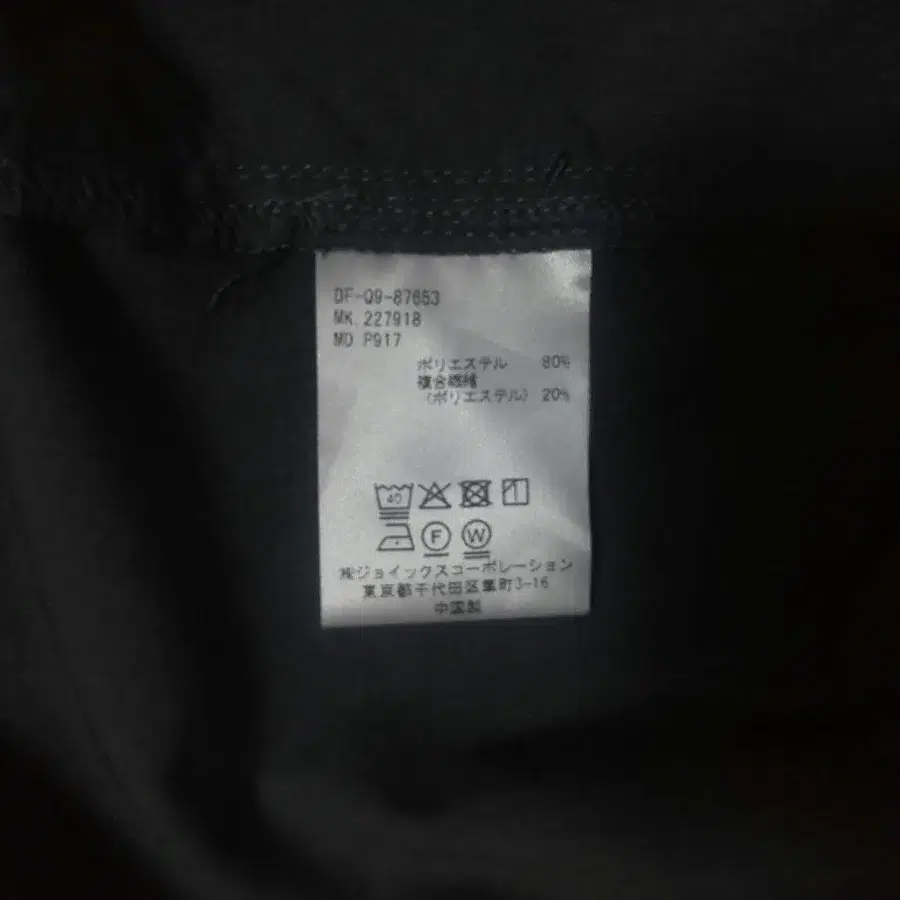 DF-Q9-87653
MK.227918
MD P917
ポリエステル 80%
複合繊維
(ポリエステル) 20%
40
F W
㈱ジョイックスコーポレーション
東京都千代田区麹町3-16
中国製